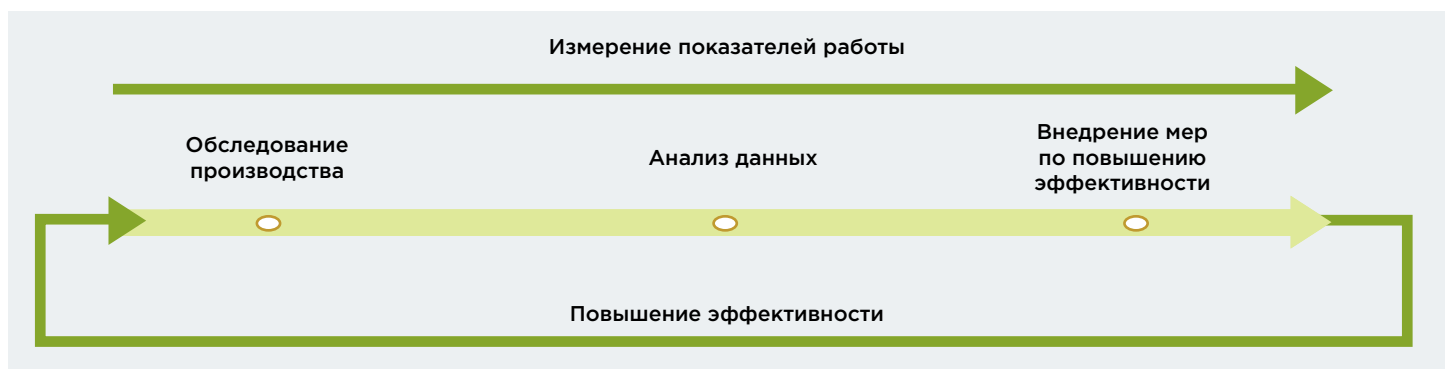 Измерение показателей работы
Обследование
производства
Анализ данных
Внедрение мер
по повышению
эффективности
Повышение эффективности